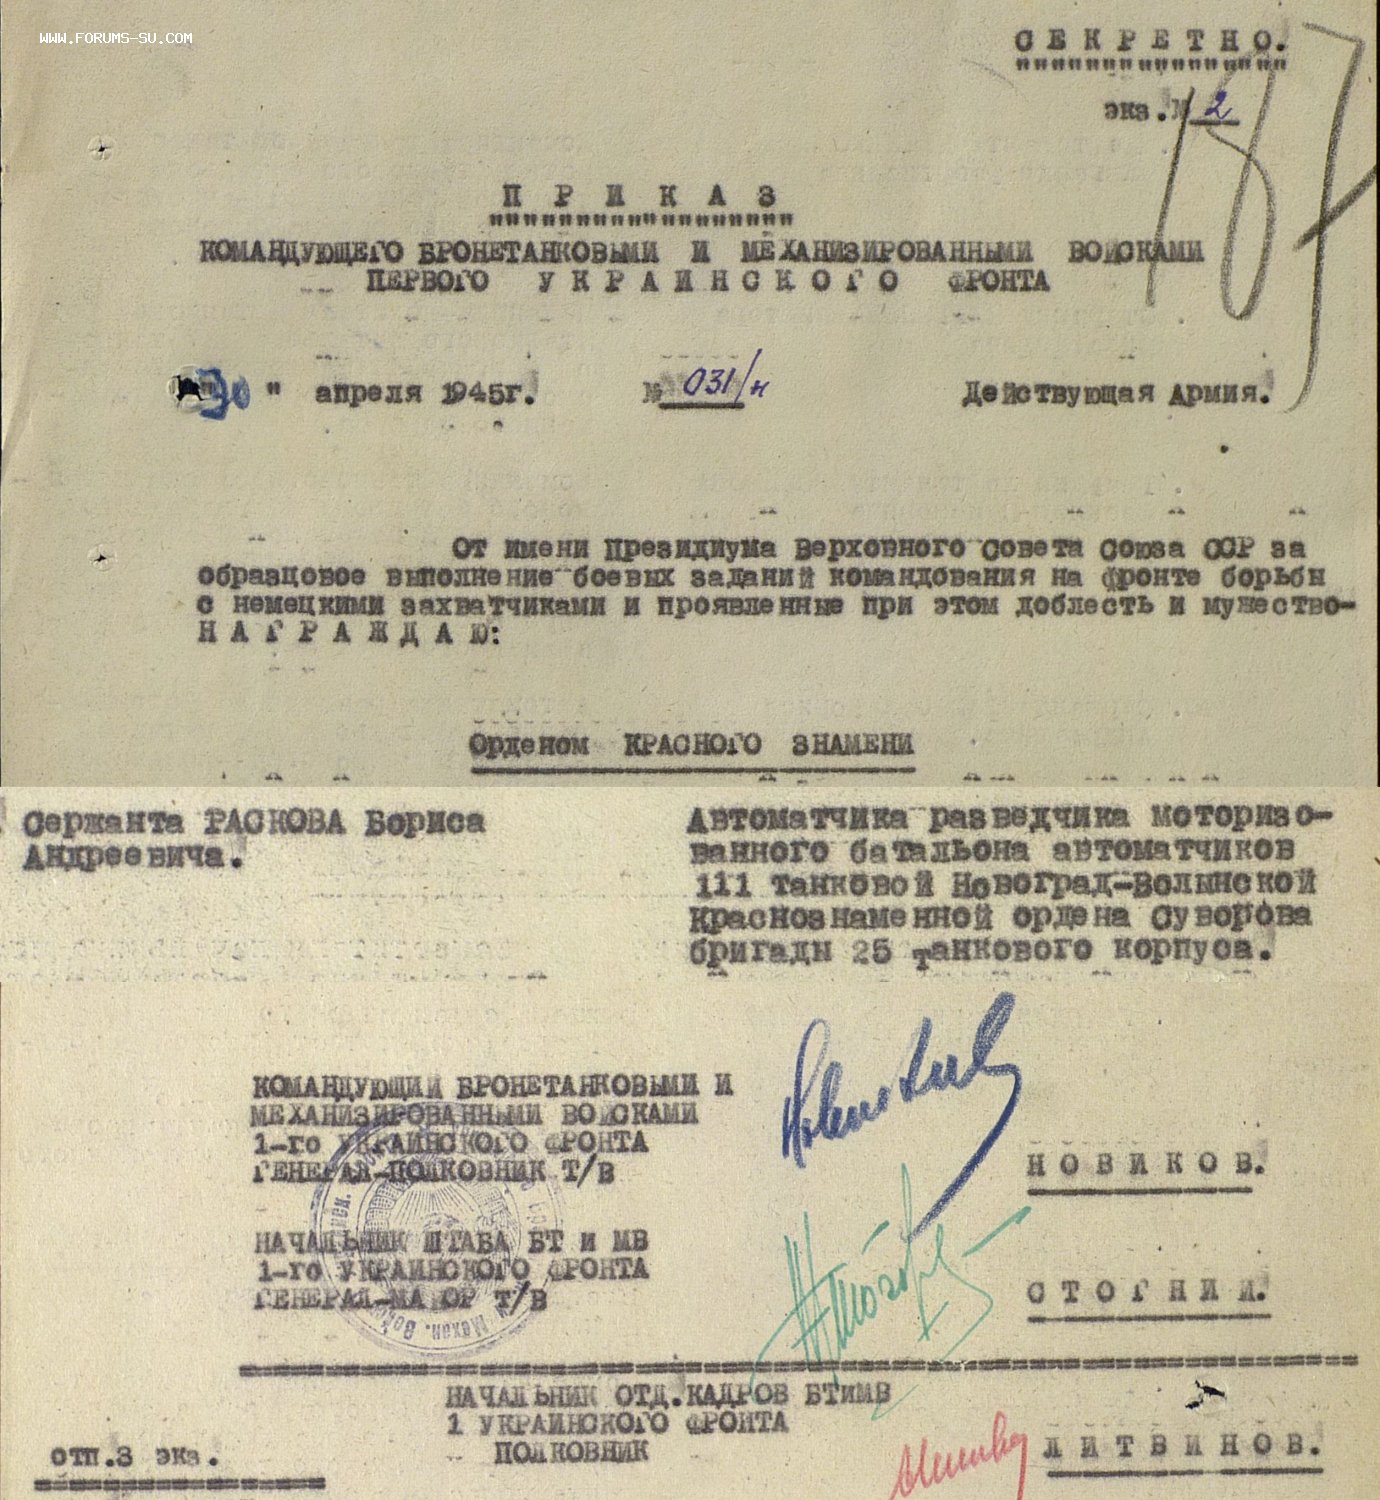 WWW.FORUMS-SU.COM
СЕКРЕТНО.
экз.№ 2
187
ПРИКАЗ
КОМАНДУЮЩЕГО БРОНЕТАНКОВЫМИ И МЕХАНИЗИРОВАННЫМИ ВОЙСКАМИ
ПЕРВОГО УКРАИНСКОГО ФРОНТА
"30" апреля 1945г. № 031/н Действующая Армия.
От имени Президиума Верховного Совета Союза ССР за
образцовое выполнение боевых заданий командования на фронте борьбы
с немецкими захватчиками и проявленные при этом доблесть и мужество-
НАГРАЖДАЮ:
Орденом КРАСНОГО ЗНАМЕНИ
Сержанта РАСКОВА Бориса
Андреевича.
Автоматчика разведчика моторизо-
ванного батальона автоматчиков
111 танковой Новоград-Волынской
краснознаменной ордена Суворова
бригады 25 танкового корпуса.
КОМАНДУЮЩИЙ БРОНЕТАНКОВЫМИ И
МЕХАНИЗИРОВАННЫМИ ВОЙСКАМИ
1-го УКРАИНСКОГО ФРОНТА
ГЕНЕРАЛ-ПОЛКОВНИК Т/В
НОВИКОВ.
НАЧАЛЬНИК ШТАБА БТ и МВ
1-го УКРАИНСКОГО ФРОНТА
ГЕНЕРАЛ-МАЙОР Т/В
СТОГНИЙ.
НАЧАЛЬНИК ОТД.КАДРОВ БТиМВ
1 УКРАИНСКОГО ФРОНТА
ПОЛКОВНИК
ЛИТВИНОВ.
отп.3 экз.